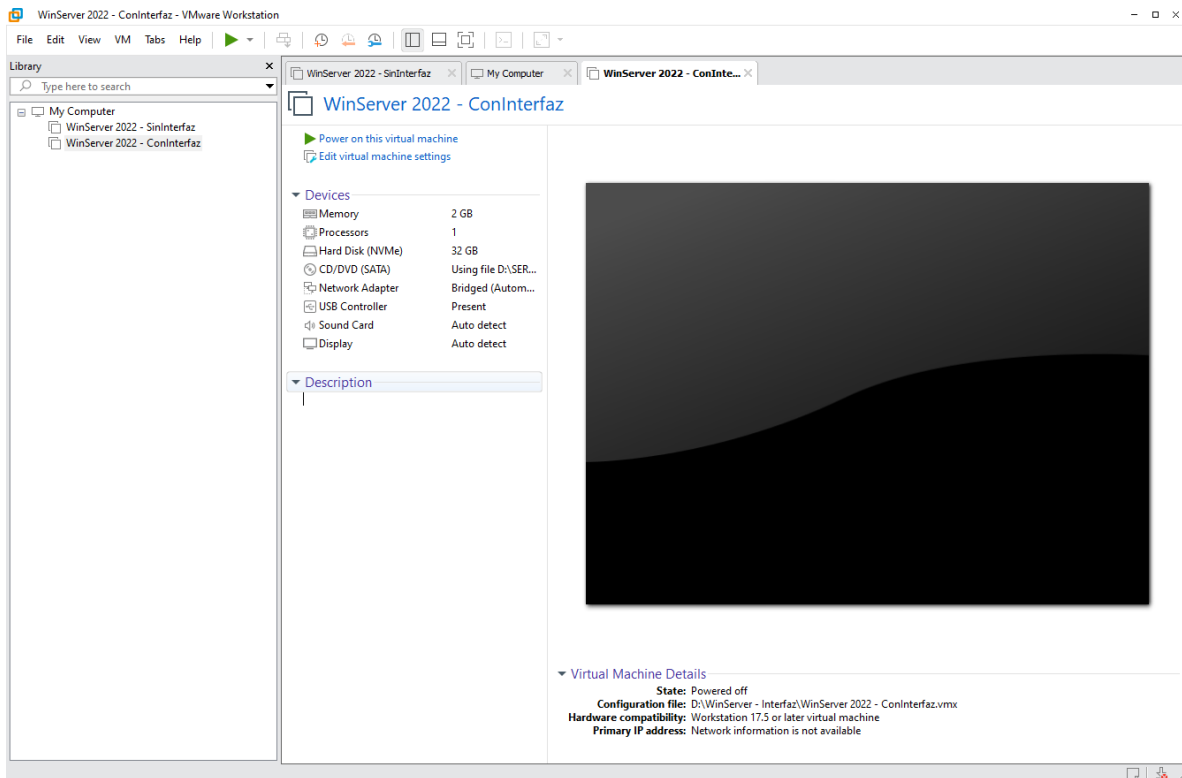 WinServer 2022 - ConInterfaz - VMware Workstation
File Edit View VM Tabs Help
Library
Type here to search
My Computer
WinServer 2022 - SinInterfaz
WinServer 2022 - ConInterfaz
WinServer 2022 - SinInterfaz
My Computer
WinServer 2022 - ConInte...
WinServer 2022 - ConInterfaz
Power on this virtual machine
Edit virtual machine settings
Devices
Memory 2 GB
Processors 1
Hard Disk (NVMe) 32 GB
CD/DVD (SATA) Using file D:\SER...
Network Adapter Bridged (Autom...
USB Controller Present
Sound Card Auto detect
Display Auto detect
Description
Virtual Machine Details
State: Powered off
Configuration file: D:\WinServer - Interfaz\WinServer 2022 - ConInterfaz.vmx
Hardware compatibility: Workstation 17.5 or later virtual machine
Primary IP address: Network information is not available